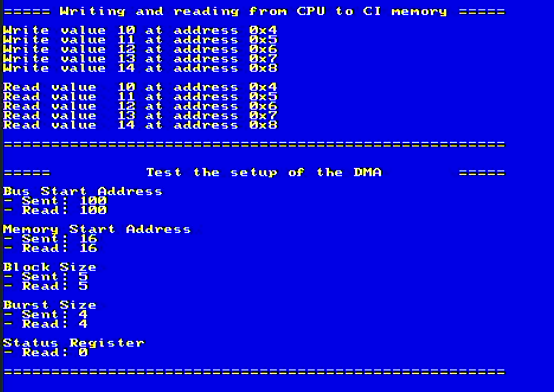 ===== Writing and reading from CPU to CI memory =====
Write value 10 at address 0x4
Write value 11 at address 0x5
Write value 12 at address 0x6
Write value 13 at address 0x7
Write value 14 at address 0x8
Read value  10 at address 0x4
Read value  11 at address 0x5
Read value  12 at address 0x6
Read value  13 at address 0x7
Read value  14 at address 0x8
======================================================
=====          Test the setup of the DMA        =====
Bus Start Address
- Sent: 100
- Read: 100
Memory Start Address
- Sent: 16
- Read: 16
Block Size
- Sent: 5
- Read: 5
Burst Size
- Sent: 4
- Read: 4
Status Register
- Read: 0
======================================================